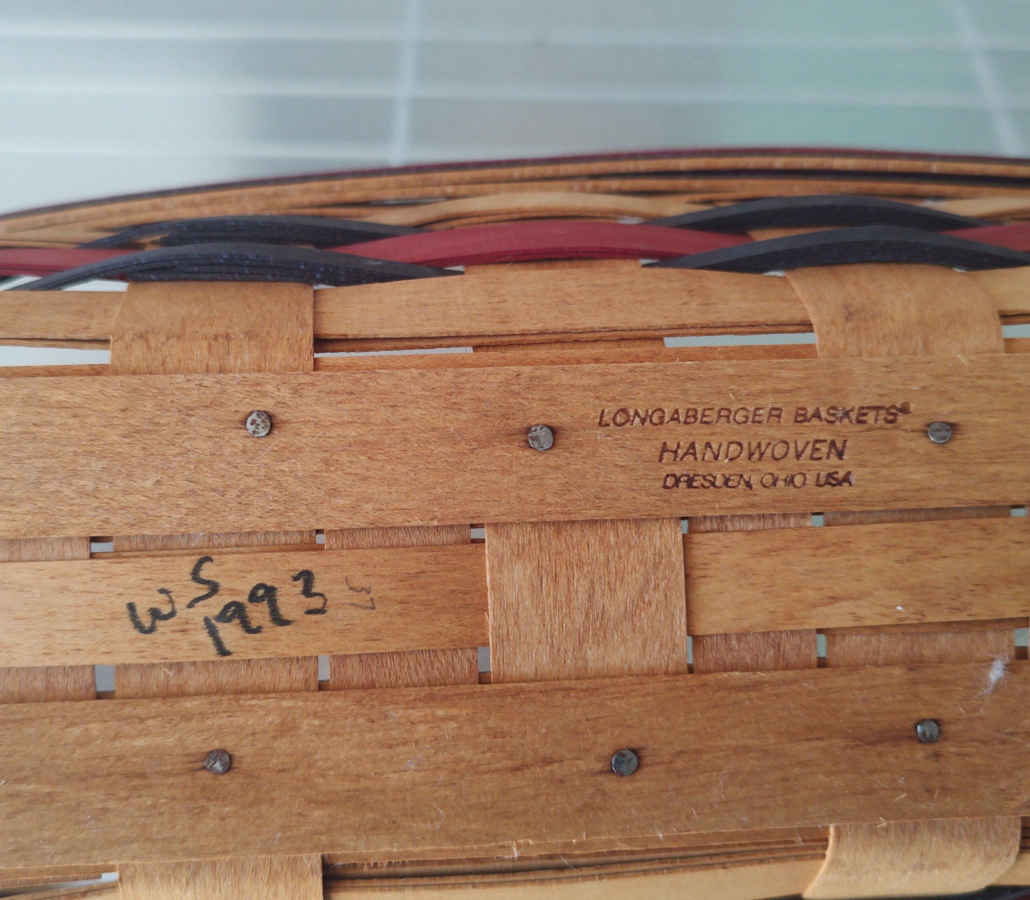 LONGABERGER BASKETS®
HANDWOVEN
DRESDEN, OHIO USA
WS
1993